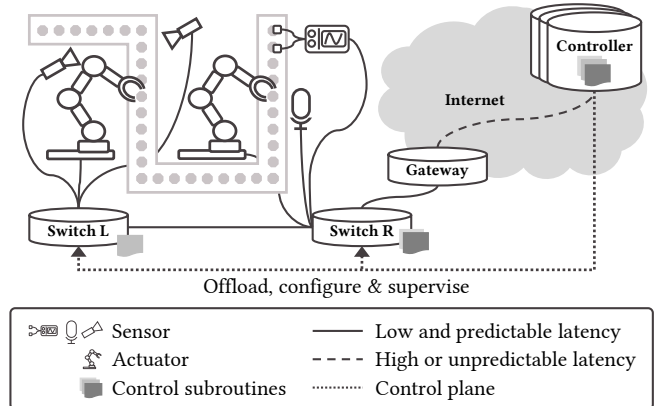 Controller
Internet
Gateway
Switch L
Switch R
Offload, configure & supervise
Sensor
Low and predictable latency
Actuator
High or unpredictable latency
Control subroutines
Control plane